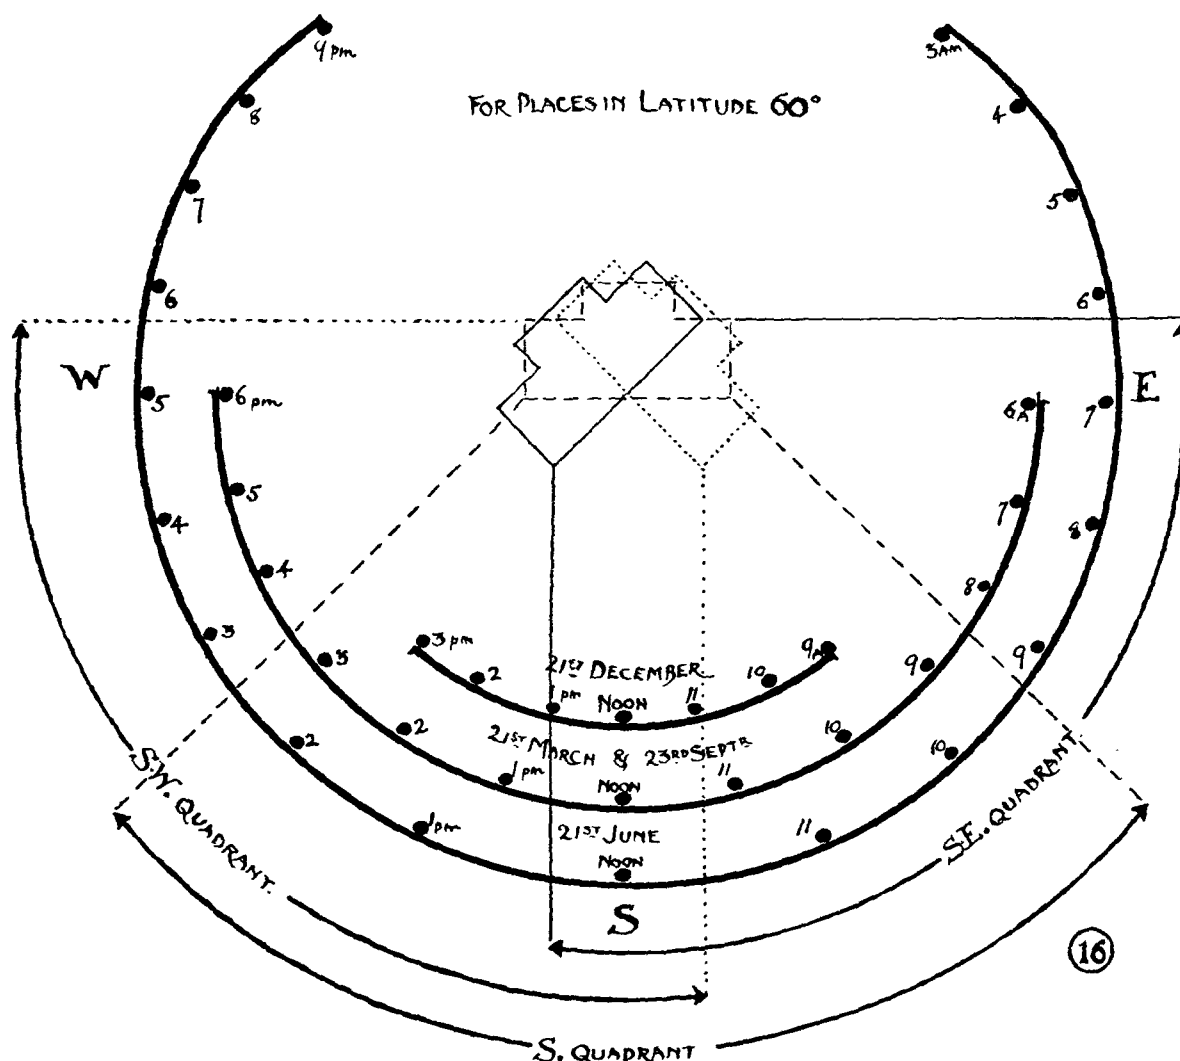 9 pm
3 AM
FOR PLACES IN LATITUDE 60°
8
4
7
5
6
6
W
E
5
6 pm
6 A
7
5
7
4
8
4
8
3
3 pm
9 A
9
3
2
21ST DECEMBER
10
9
1 pm
NOON
11
2
2
21ST MARCH & 23RD SEPTR
10
10
1 pm
NOON
11
1 pm
21ST JUNE
11
NOON
S.W. QUADRANT.
S.E. QUADRANT.
S
16
S. QUADRANT